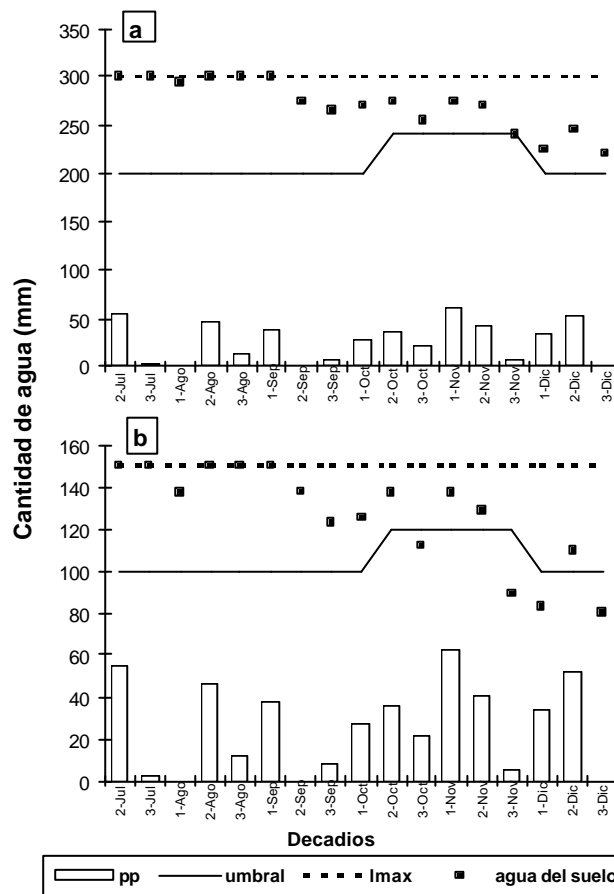 a
350
300
250
200
150
100
50
0
2-Jul 3-Jul 1-Ago 2-Ago 3-Ago 1-Sep 2-Sep 3-Sep 1-Oct 2-Oct 3-Oct 1-Nov 2-Nov 3-Nov 1-Dic 2-Dic 3-Dic
Cantidad de agua (mm)
b
160
140
120
100
80
60
40
20
0
2-Jul 3-Jul 1-Ago 2-Ago 3-Ago 1-Sep 2-Sep 3-Sep 1-Oct 2-Oct 3-Oct 1-Nov 2-Nov 3-Nov 1-Dic 2-Dic 3-Dic
Decadios
pp umbral lmax agua del suelo